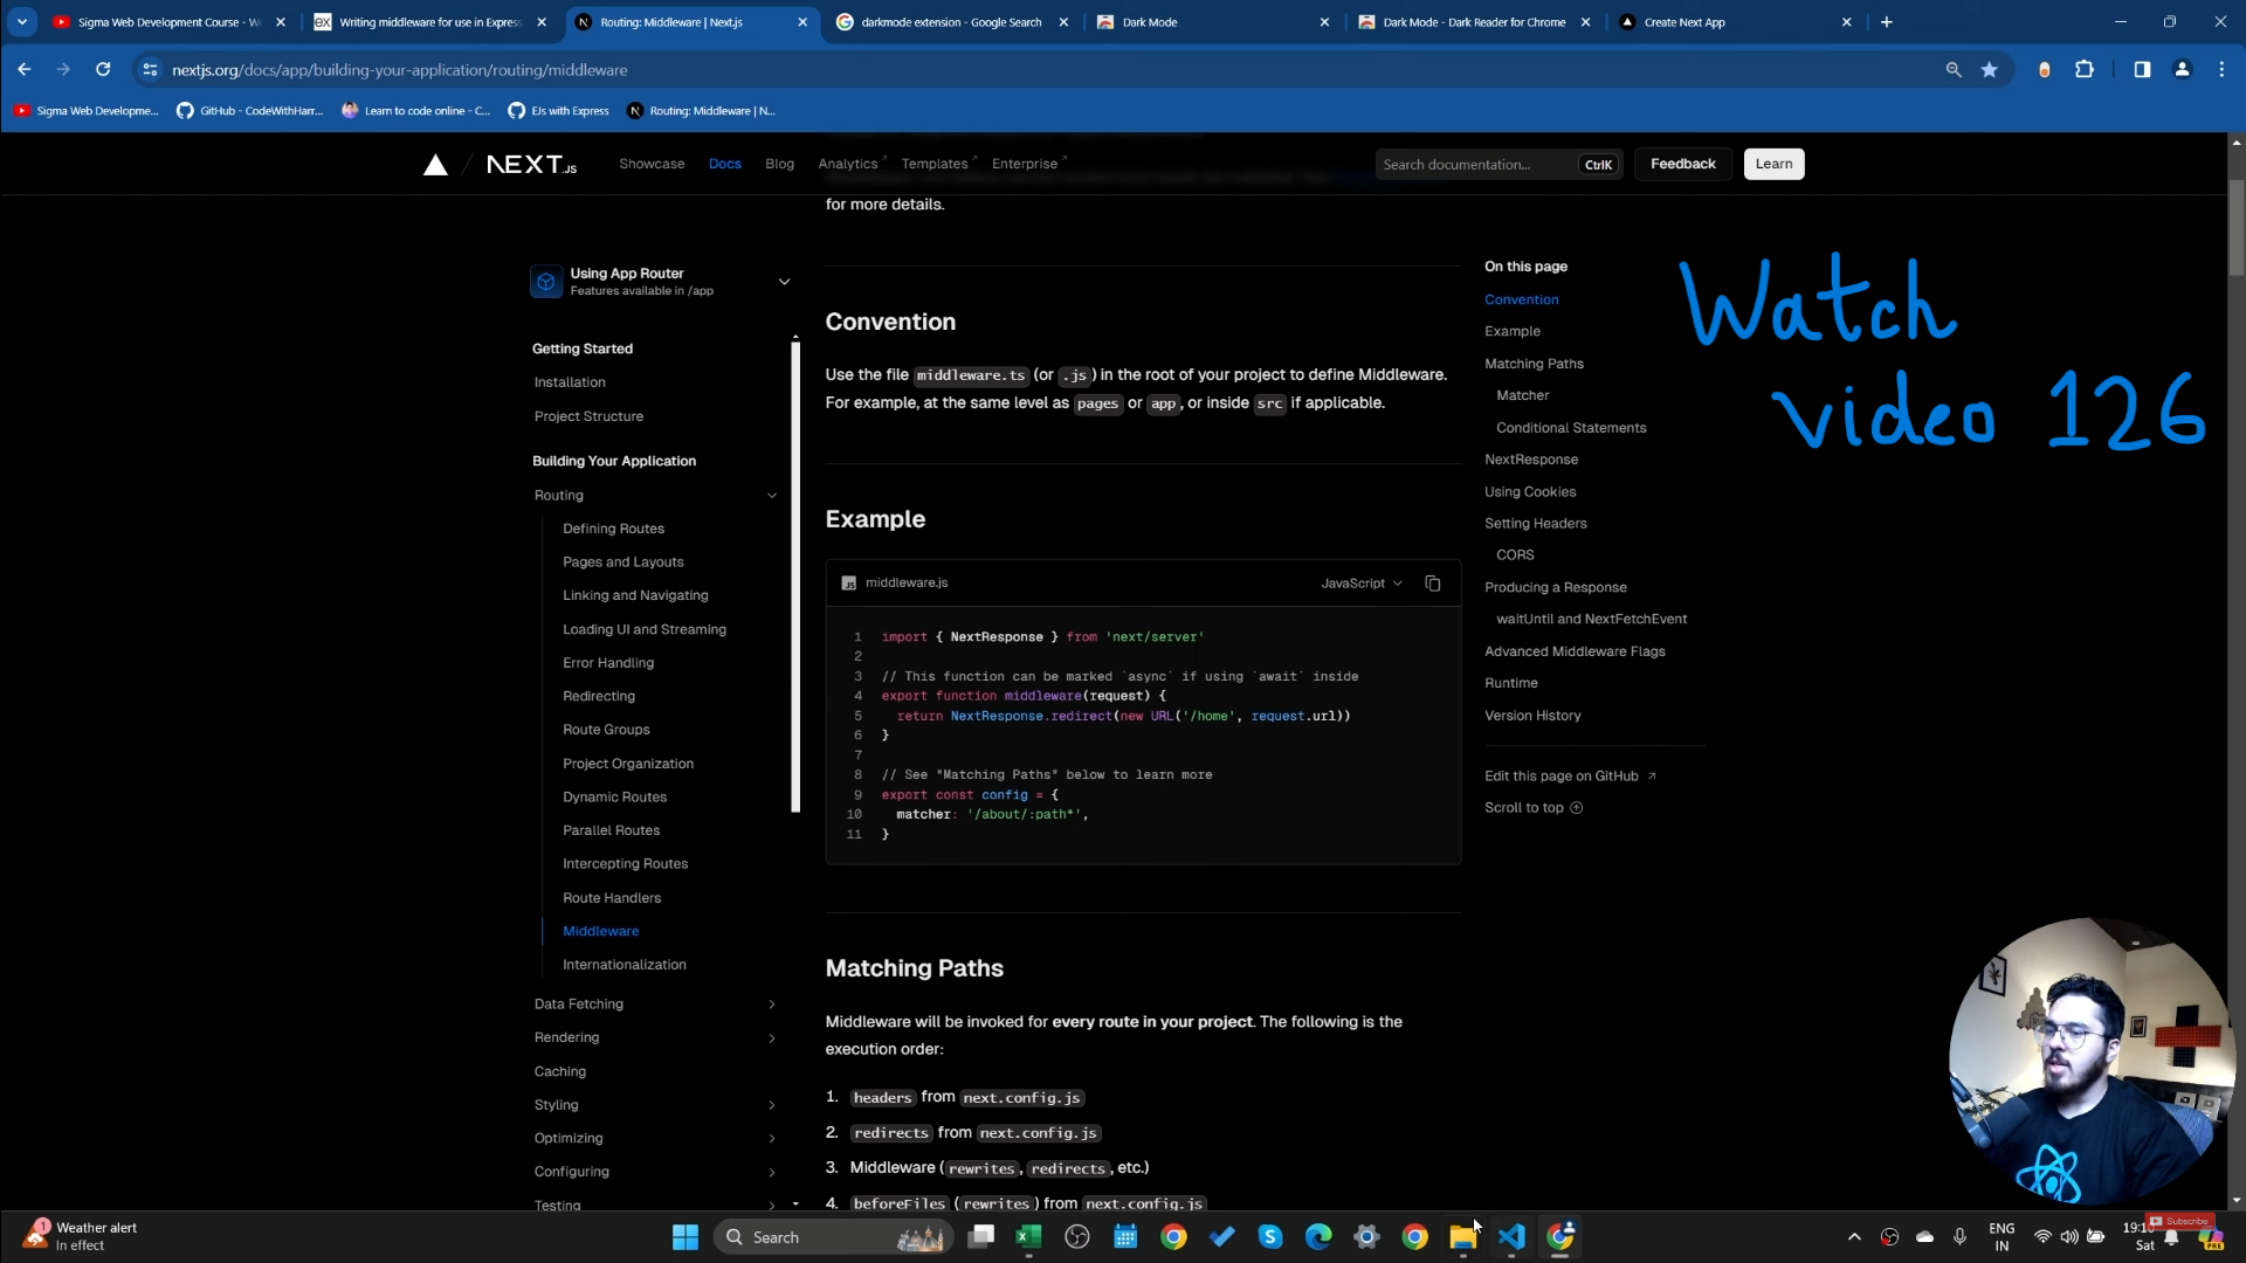 Sigma Web Development Course - We
Writing middleware for use in Express
Routing: Middleware | Next.js
darkmode extension - Google Search
Dark Mode
Dark Mode - Dark Reader for Chrome
Create Next App
nextjs.org/docs/app/building-your-application/routing/middleware
Sigma Web Developme...
GitHub - CodeWithHarr...
Learn to code online - C...
EJs with Express
Routing: Middleware | N...
NEXT.JS
Showcase
Docs
Blog
Analytics
Templates
Enterprise
Search documentation...
CtrlK
Feedback
Learn
for more details.
Using App Router
Features available in /app
Getting Started
Installation
Project Structure
Building Your Application
Routing
Defining Routes
Pages and Layouts
Linking and Navigating
Loading UI and Streaming
Error Handling
Redirecting
Route Groups
Project Organization
Dynamic Routes
Parallel Routes
Intercepting Routes
Route Handlers
Middleware
Internationalization
Data Fetching
Rendering
Caching
Styling
Optimizing
Configuring
Testing
Convention
Use the file middleware.ts (or .js) in the root of your project to define Middleware.
For example, at the same level as pages or app, or inside src if applicable.
Example
JS middleware.js
JavaScript
1 import { NextResponse } from 'next/server'
2
3 // This function can be marked `async` if using `await` inside
4 export function middleware(request) {
5 return NextResponse.redirect(new URL('/home', request.url))
6 }
7
8 // See "Matching Paths" below to learn more
9 export const config = {
10 matcher: '/about/:path*',
11 }
Matching Paths
Middleware will be invoked for every route in your project. The following is the
execution order:
1. headers from next.config.js
2. redirects from next.config.js
3. Middleware (rewrites, redirects, etc.)
4. beforeFiles (rewrites) from next.config.js
On this page
Convention
Example
Matching Paths
Matcher
Conditional Statements
NextResponse
Using Cookies
Setting Headers
CORS
Producing a Response
waitUntil and NextFetchEvent
Advanced Middleware Flags
Runtime
Version History
Edit this page on GitHub
Scroll to top
Watch
video 126
1
Weather alert
In effect
Search
ENG
IN
Sat
Subscribe
PRE